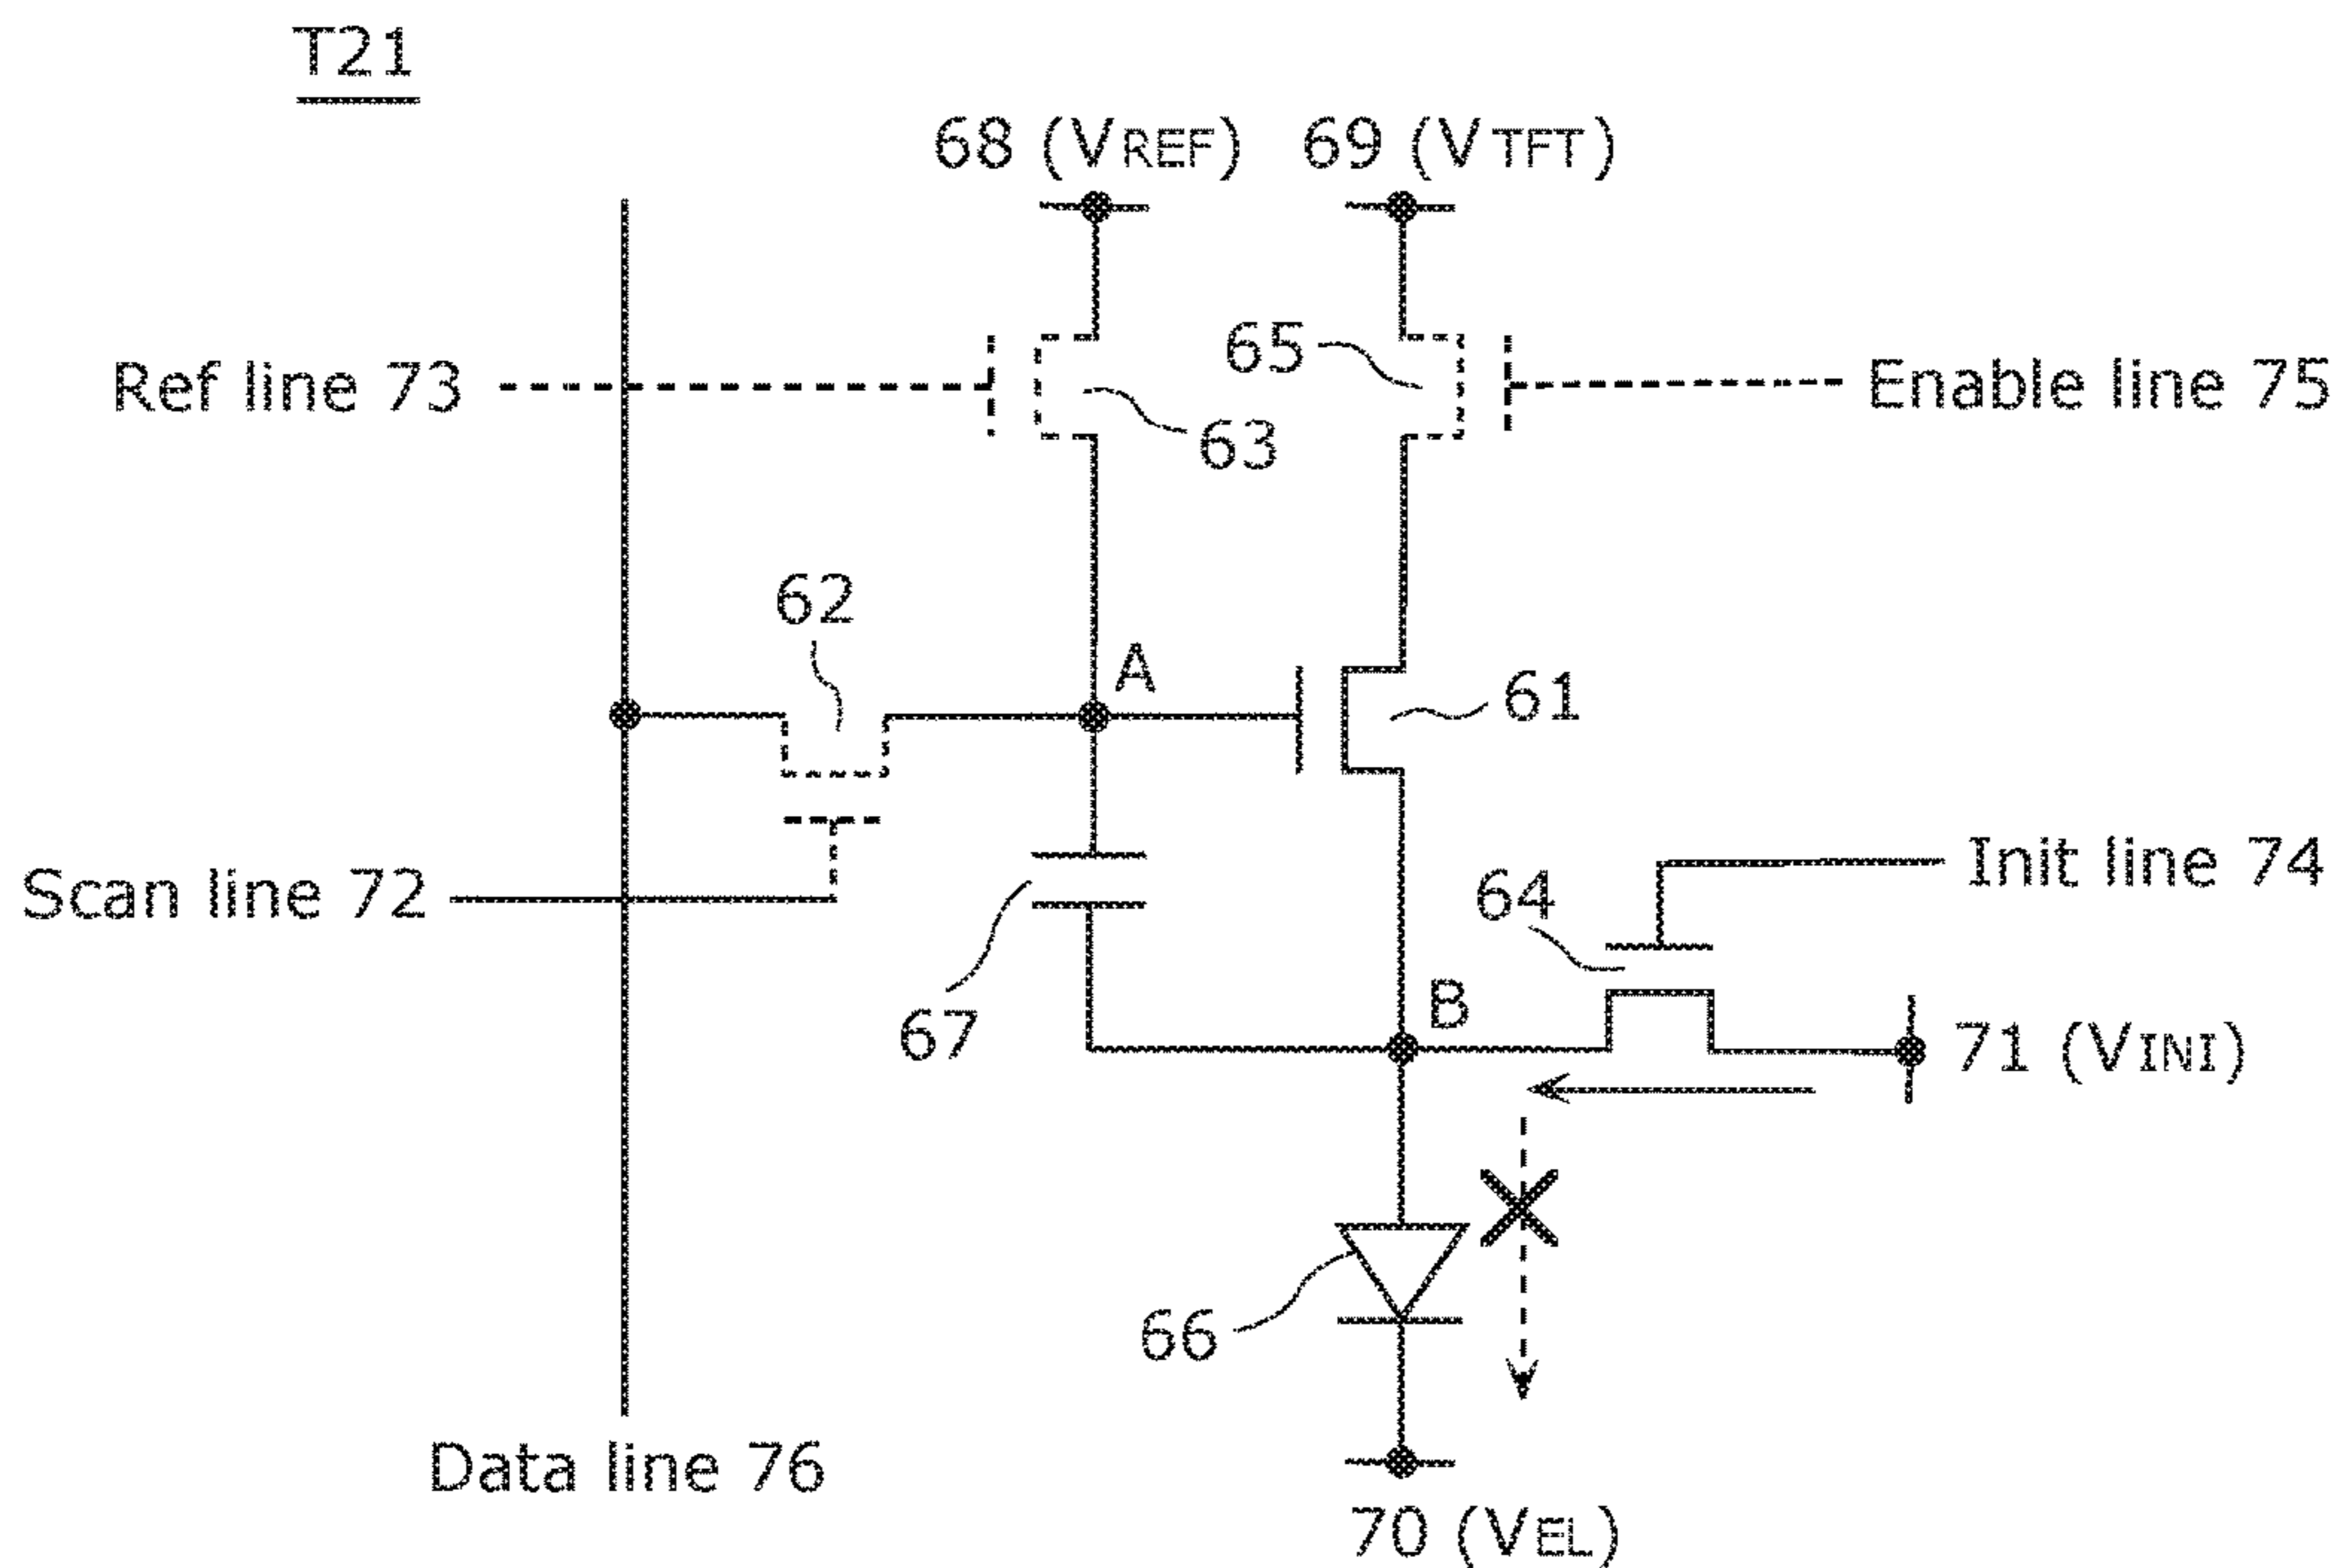 T21
68 (VREF)
69 (VTFT)
Ref line 73
63
65
Enable line 75
62
A
61
Scan line 72
67
B
64
Init line 74
71 (VINI)
66
Data line 76
70 (VEL)